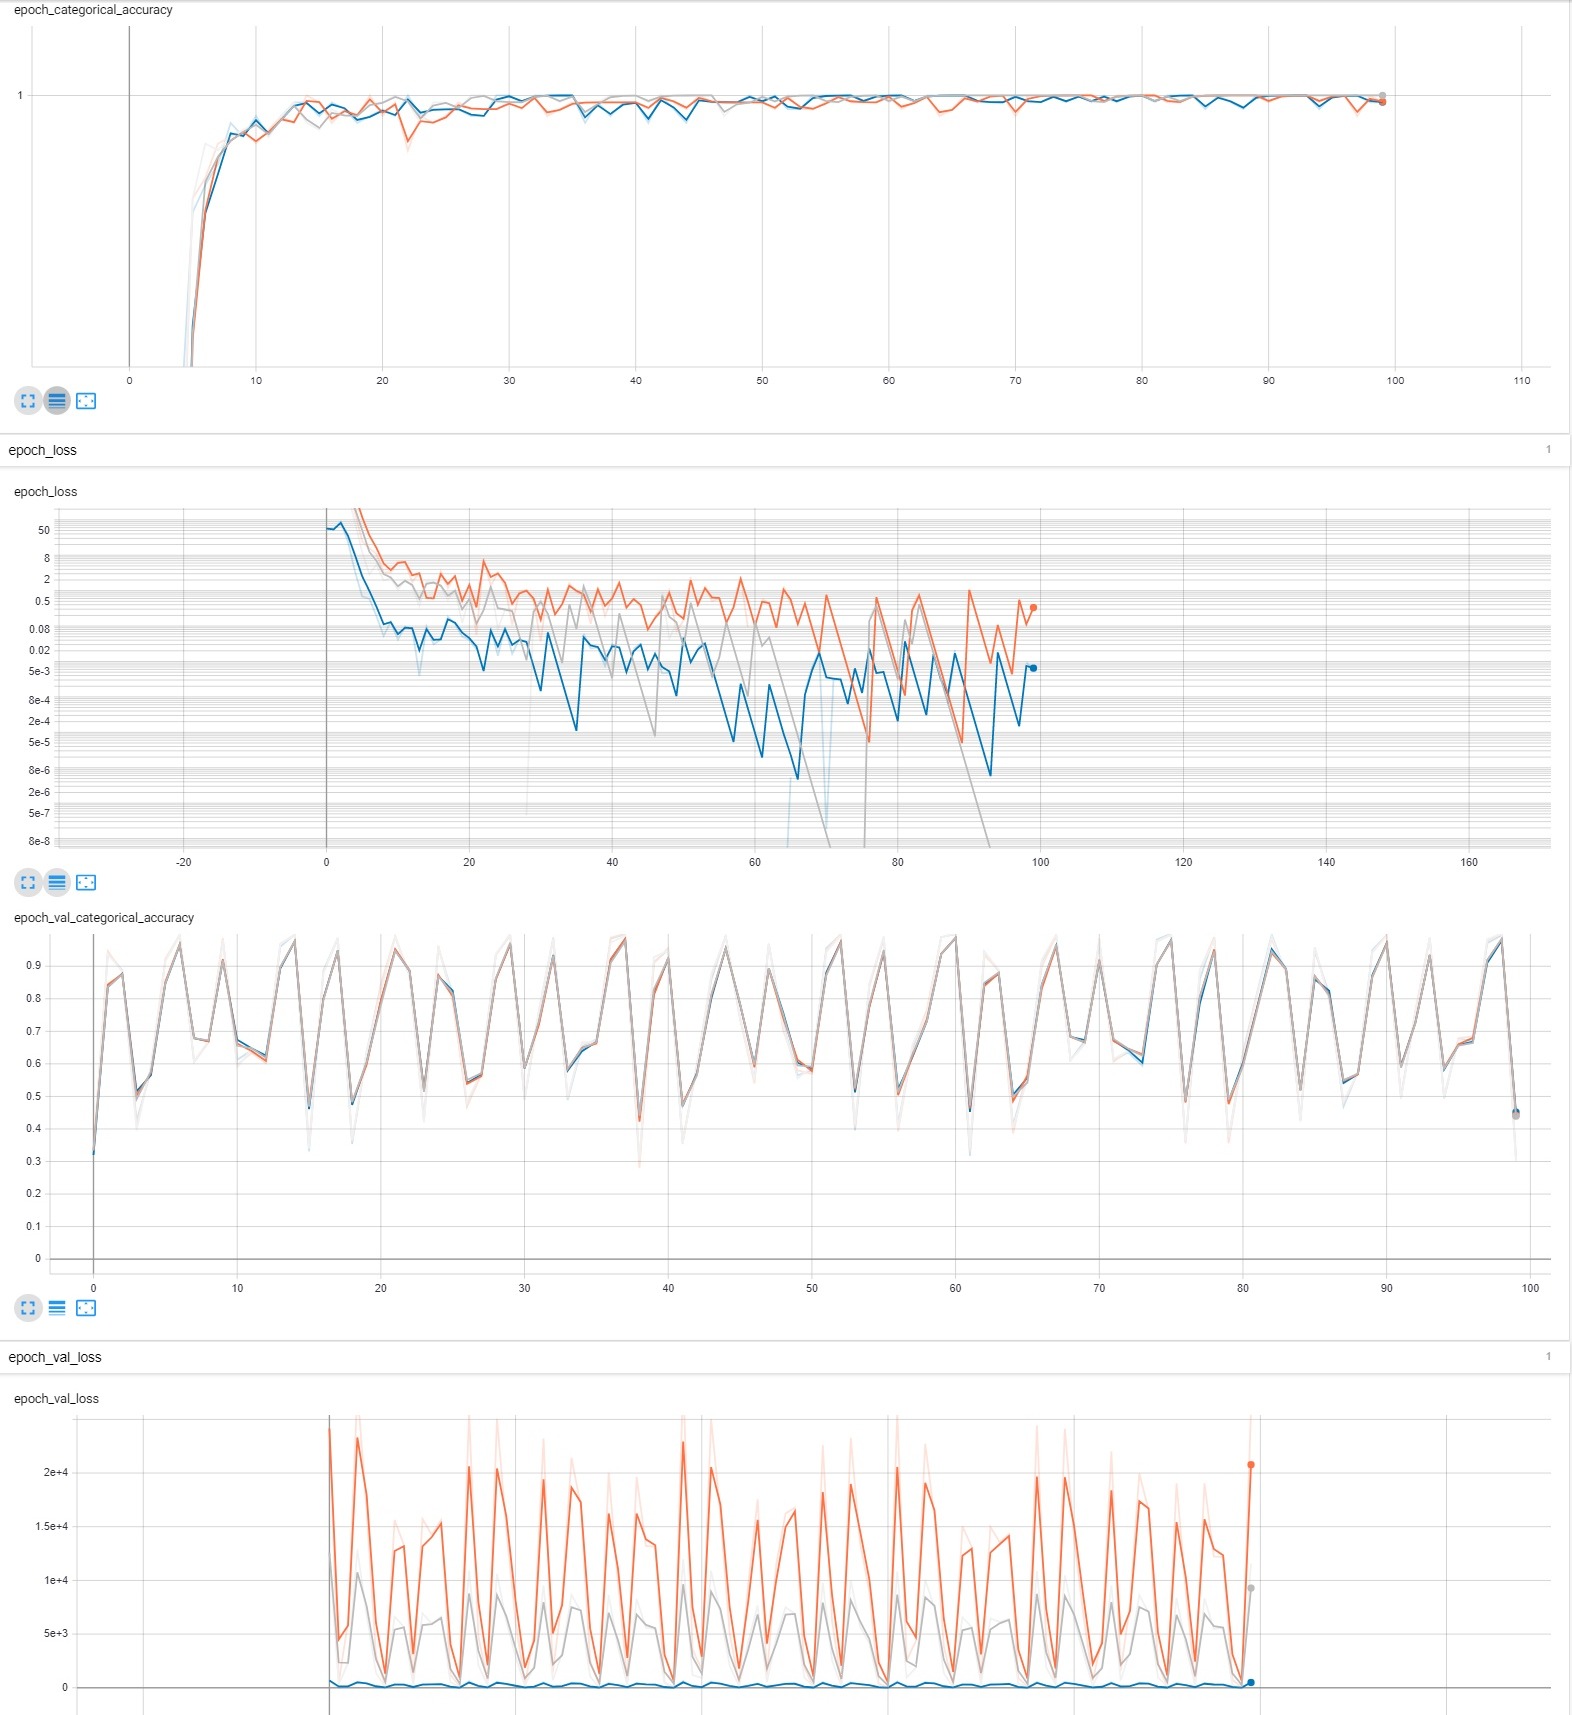 epoch_categorical_accuracy
1
0 10 20 30 40 50 60 70 80 90 100 110
epoch_loss 1
epoch_loss
50
8
2
0.5
0.08
0.02
5e-3
8e-4
2e-4
5e-5
8e-6
2e-6
5e-7
8e-8
-20 0 20 40 60 80 100 120 140 160
epoch_val_categorical_accuracy
0.9
0.8
0.7
0.6
0.5
0.4
0.3
0.2
0.1
0
0 10 20 30 40 50 60 70 80 90 100
epoch_val_loss 1
epoch_val_loss
2e+4
1.5e+4
1e+4
5e+3
0